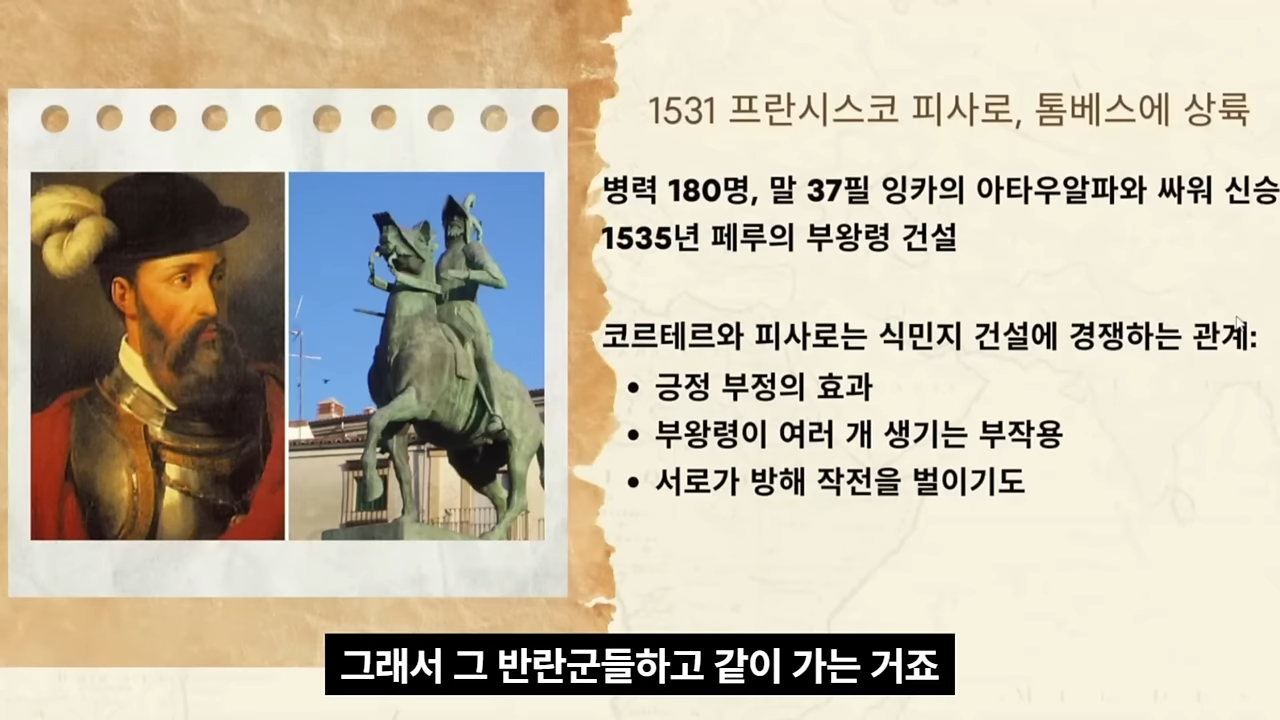 1531 프란시스코 피사로, 톰베스에 상륙
병력 180명, 말 37필 잉카의 아타우알파와 싸워 신승
1535년 페루의 부왕령 건설
코르테르와 피사로는 식민지 건설에 경쟁하는 관계:
• 긍정 부정의 효과
• 부왕령이 여러 개 생기는 부작용
• 서로가 방해 작전을 벌이기도
그래서 그 반란군들하고 같이 가는 거죠